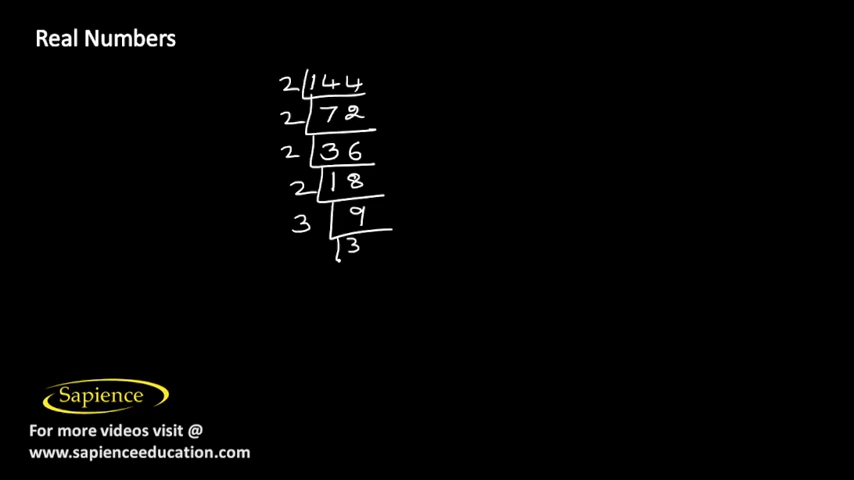 Real Numbers
2 144
2 72
2 36
2 18
3 9
3
Sapience
For more videos visit @
www.sapienceeducation.com